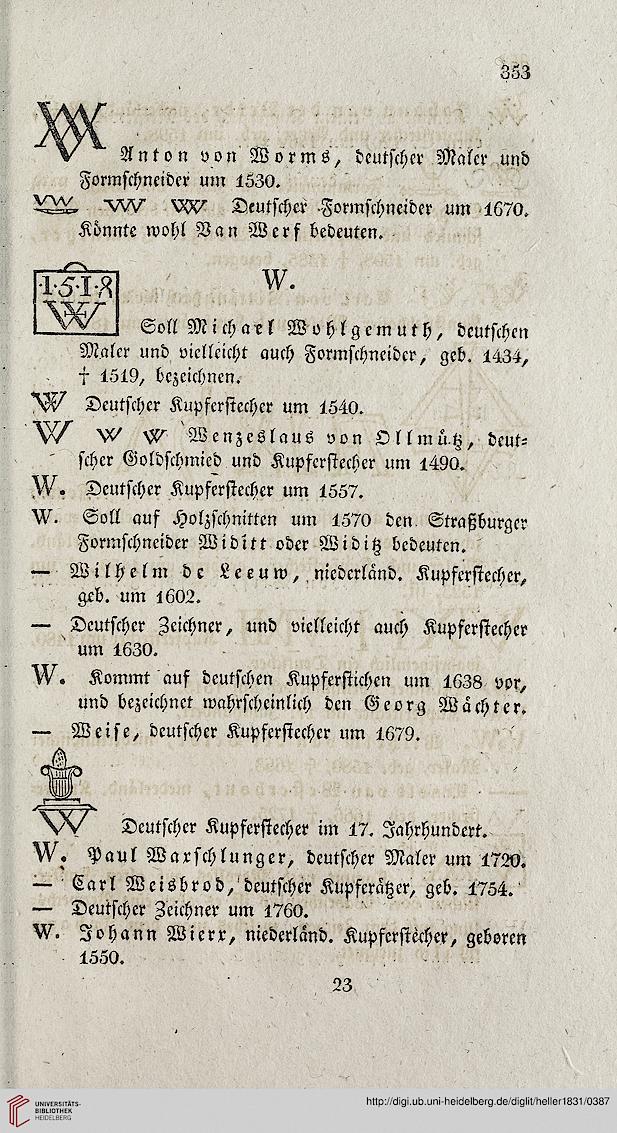 353
Anton von Worms, deutscher Maler und
Formschneider um 1530.
VW VW Deutscher Formschneider um 1670.
Könnte wohl Van Werf bedeuten.
W.
1·5·1·8
W
Soll Michael Wohlgemuth, deutschen
Maler und vielleicht auch Formschneider, geb. 1434,
† 1519, bezeichnen.
W Deutscher Kupferstecher um 1540.
W W W Wenzeslaus von Ollmütz, deut-
scher Goldschmied und Kupferstecher um 1490.
W. Deutscher Kupferstecher um 1557.
W. Soll auf Holzschnitten um 1570 den Straßburger
Formschneider Widitt oder Widitz bedeuten.
— Wilhelm de Leeuw, niederländ. Kupferstecher,
geb. um 1602.
— Deutscher Zeichner, und vielleicht auch Kupferstecher
um 1630.
W. Kommt auf deutschen Kupferstichen um 1638 vor,
und bezeichnet wahrscheinlich den Georg Wächter.
— Weise, deutscher Kupferstecher um 1679.
W Deutscher Kupferstecher im 17. Jahrhundert.
W. Paul Warschlunger, deutscher Maler um 1720.
— Carl Weisbrod, deutscher Kupferätzer, geb. 1754.
— Deutscher Zeichner um 1760.
W. Johann Wierx, niederländ. Kupferstecher, geboren
1550.
23
UNIVERSITÄTS-
BIBLIOTHEK
HEIDELBERG
http://digi.ub.uni-heidelberg.de/diglit/heller1831/0387